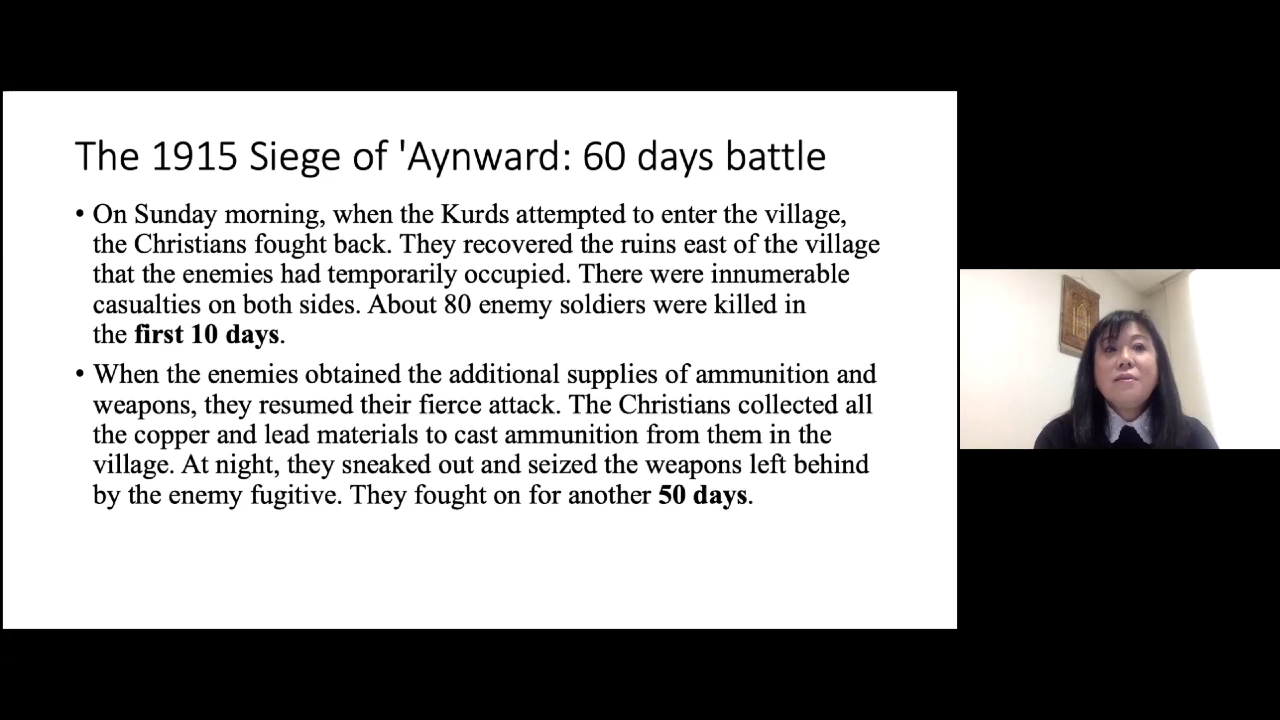 The 1915 Siege of 'Aynward: 60 days battle
• On Sunday morning, when the Kurds attempted to enter the village,
the Christians fought back. They recovered the ruins east of the village
that the enemies had temporarily occupied. There were innumerable
casualties on both sides. About 80 enemy soldiers were killed in
the first 10 days.
• When the enemies obtained the additional supplies of ammunition and
weapons, they resumed their fierce attack. The Christians collected all
the copper and lead materials to cast ammunition from them in the
village. At night, they sneaked out and seized the weapons left behind
by the enemy fugitive. They fought on for another 50 days.